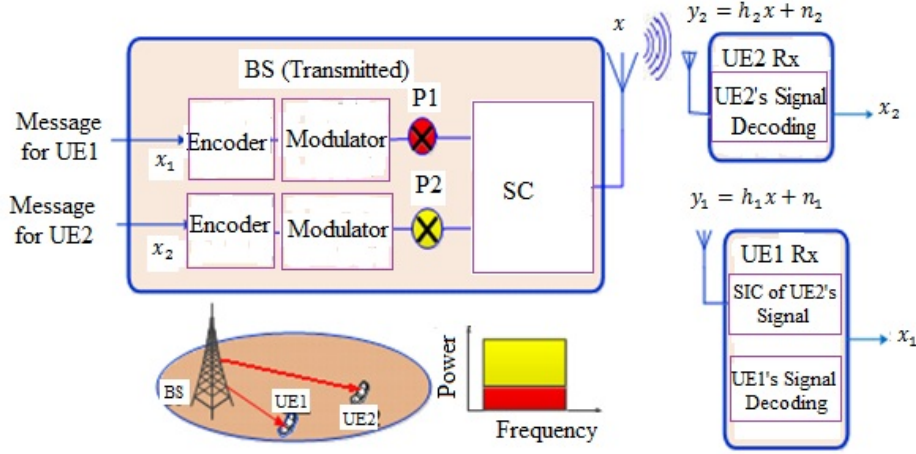 BS (Transmitted)
Message
for UE1
x₁
Encoder
Modulator
P1
Message
for UE2
x₂
Encoder
Modulator
P2
SC
x
y₂ = h₂x + n₂
UE2 Rx
UE2's Signal
Decoding
x₂
y₁ = h₁x + n₁
UE1 Rx
SIC of UE2's
Signal
UE1's Signal
Decoding
x₁
BS
UE1
UE2
Power
Frequency